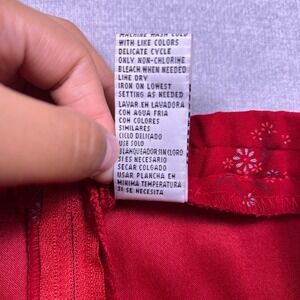 MACHINE WASH COLD
WITH LIKE COLORS
DELICATE CYCLE
ONLY NON-CHLORINE
BLEACH WHEN NEEDED
LINE DRY
IRON ON LOWEST
SETTING AS NEEDED
LAVAR EN LAVADORA
CON AGUA FRIA
CON COLORES
SIMILARES
CICLO DELICADO
USE SOLO
BLANQUEADOR SIN CLORO
SI ES NECESARIO
SECAR COLGADO
USAR PLANCHA EN
MINIMA TEMPERATURA
SI SE NECESITA